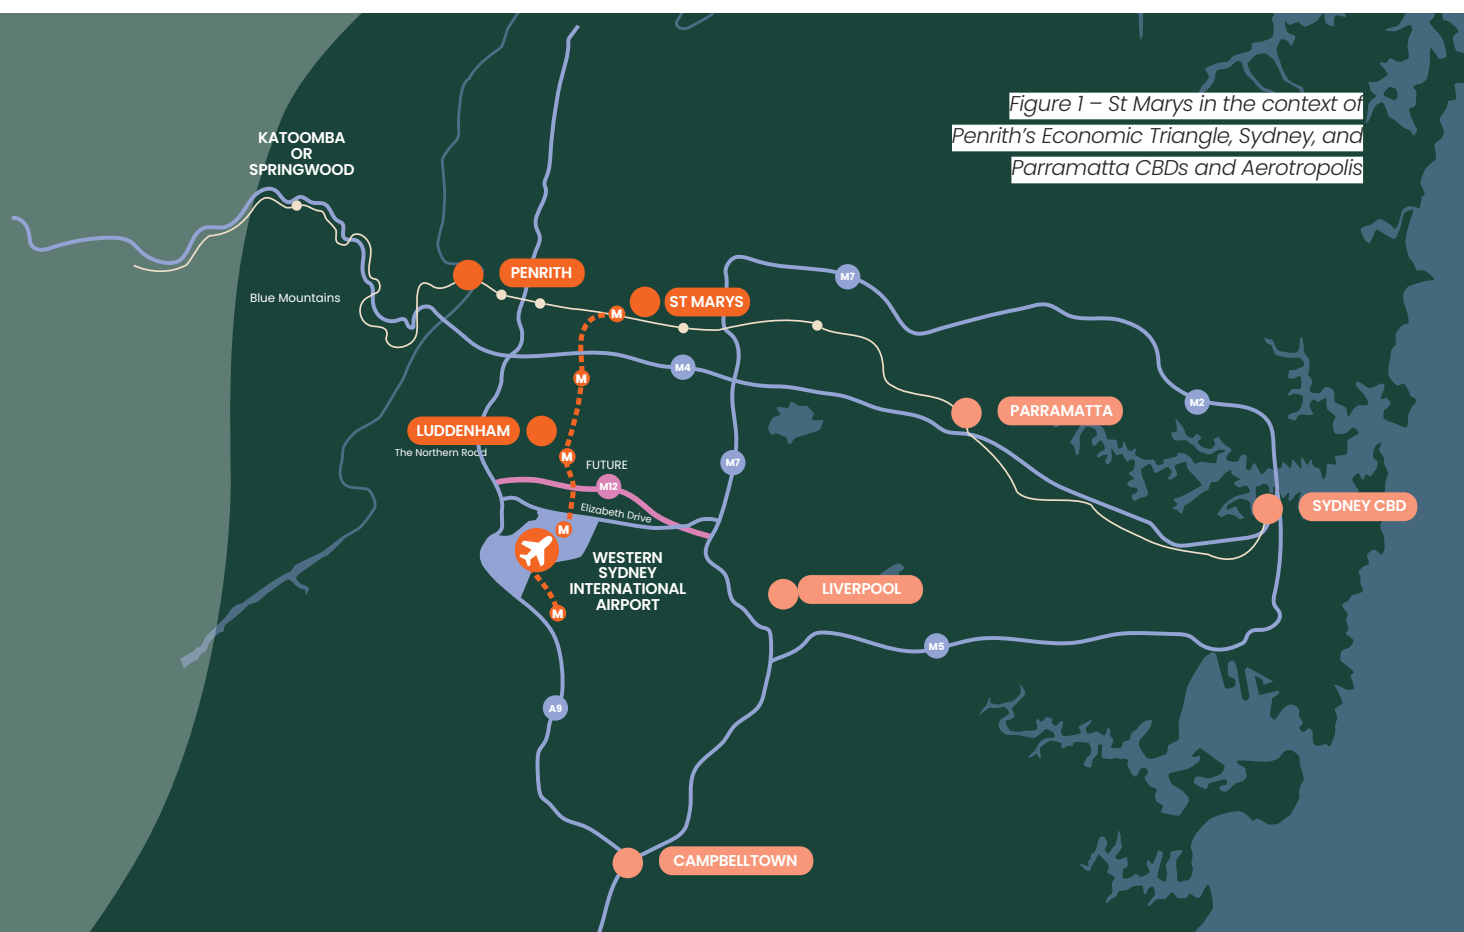 Figure 1 – St Marys in the context of
Penrith’s Economic Triangle, Sydney, and
Parramatta CBDs and Aerotropolis
KATOOMBA
OR
SPRINGWOOD
Blue Mountains
PENRITH
ST MARYS
M
M7
M
M4
M2
PARRAMATTA
LUDDENHAM
The Northern Road
M
FUTURE
M12
M7
Elizabeth Drive
M
SYDNEY CBD
WESTERN
SYDNEY
INTERNATIONAL
AIRPORT
M
LIVERPOOL
M5
A9
CAMPBELLTOWN